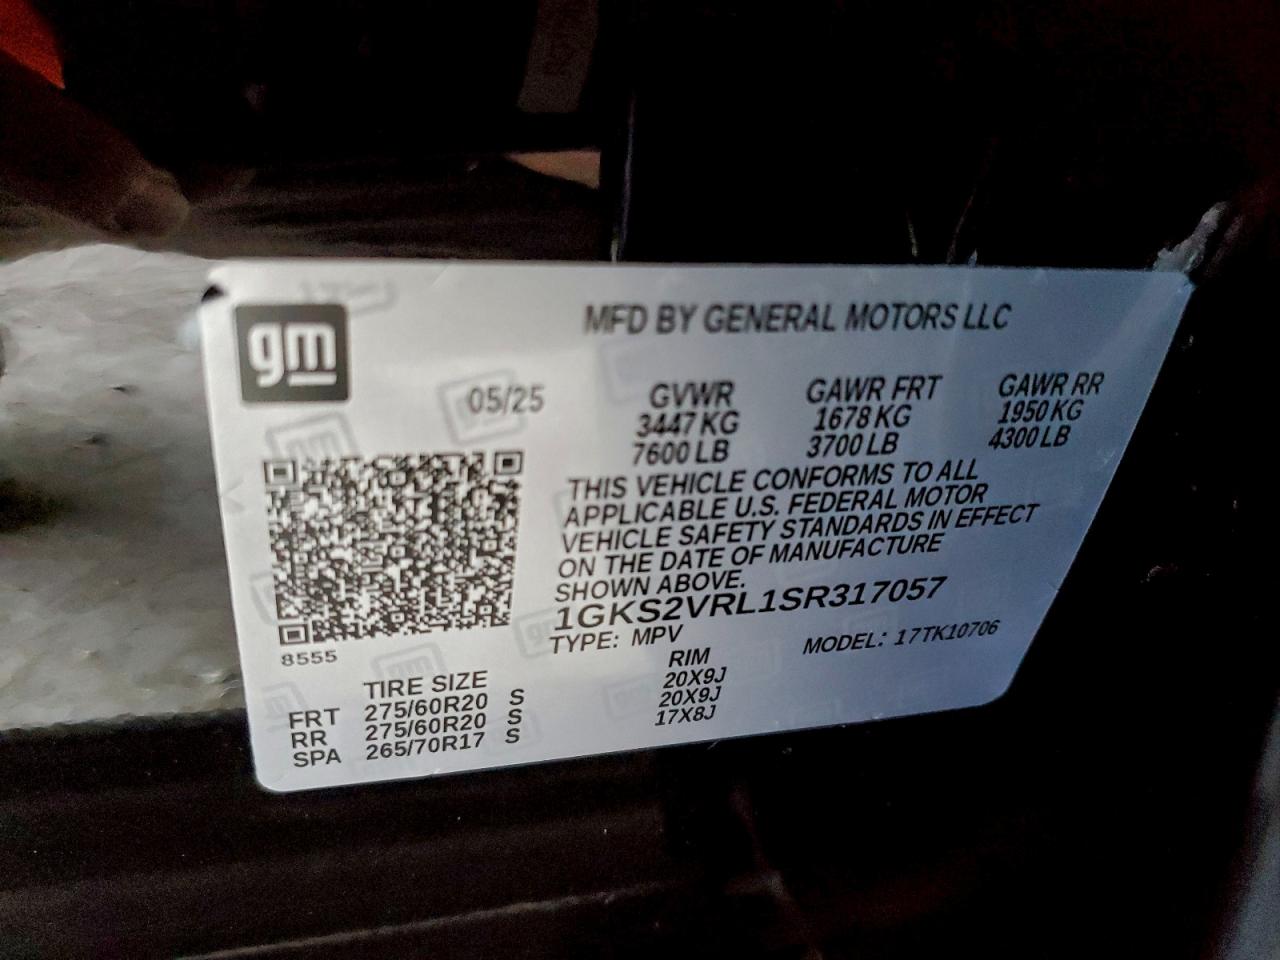 gm
MFD BY GENERAL MOTORS LLC
05/25
GVWR GAWR FRT GAWR RR
3447 KG 1678 KG 1950 KG
7600 LB 3700 LB 4300 LB
THIS VEHICLE CONFORMS TO ALL
APPLICABLE U.S. FEDERAL MOTOR
VEHICLE SAFETY STANDARDS IN EFFECT
ON THE DATE OF MANUFACTURE
SHOWN ABOVE.
1GKS2VRL1SR317057
TYPE: MPV MODEL: 17TK10706
8555
TIRE SIZE RIM
FRT 275/60R20 S 20X9J
RR 275/60R20 S 20X9J
SPA 265/70R17 S 17X8J